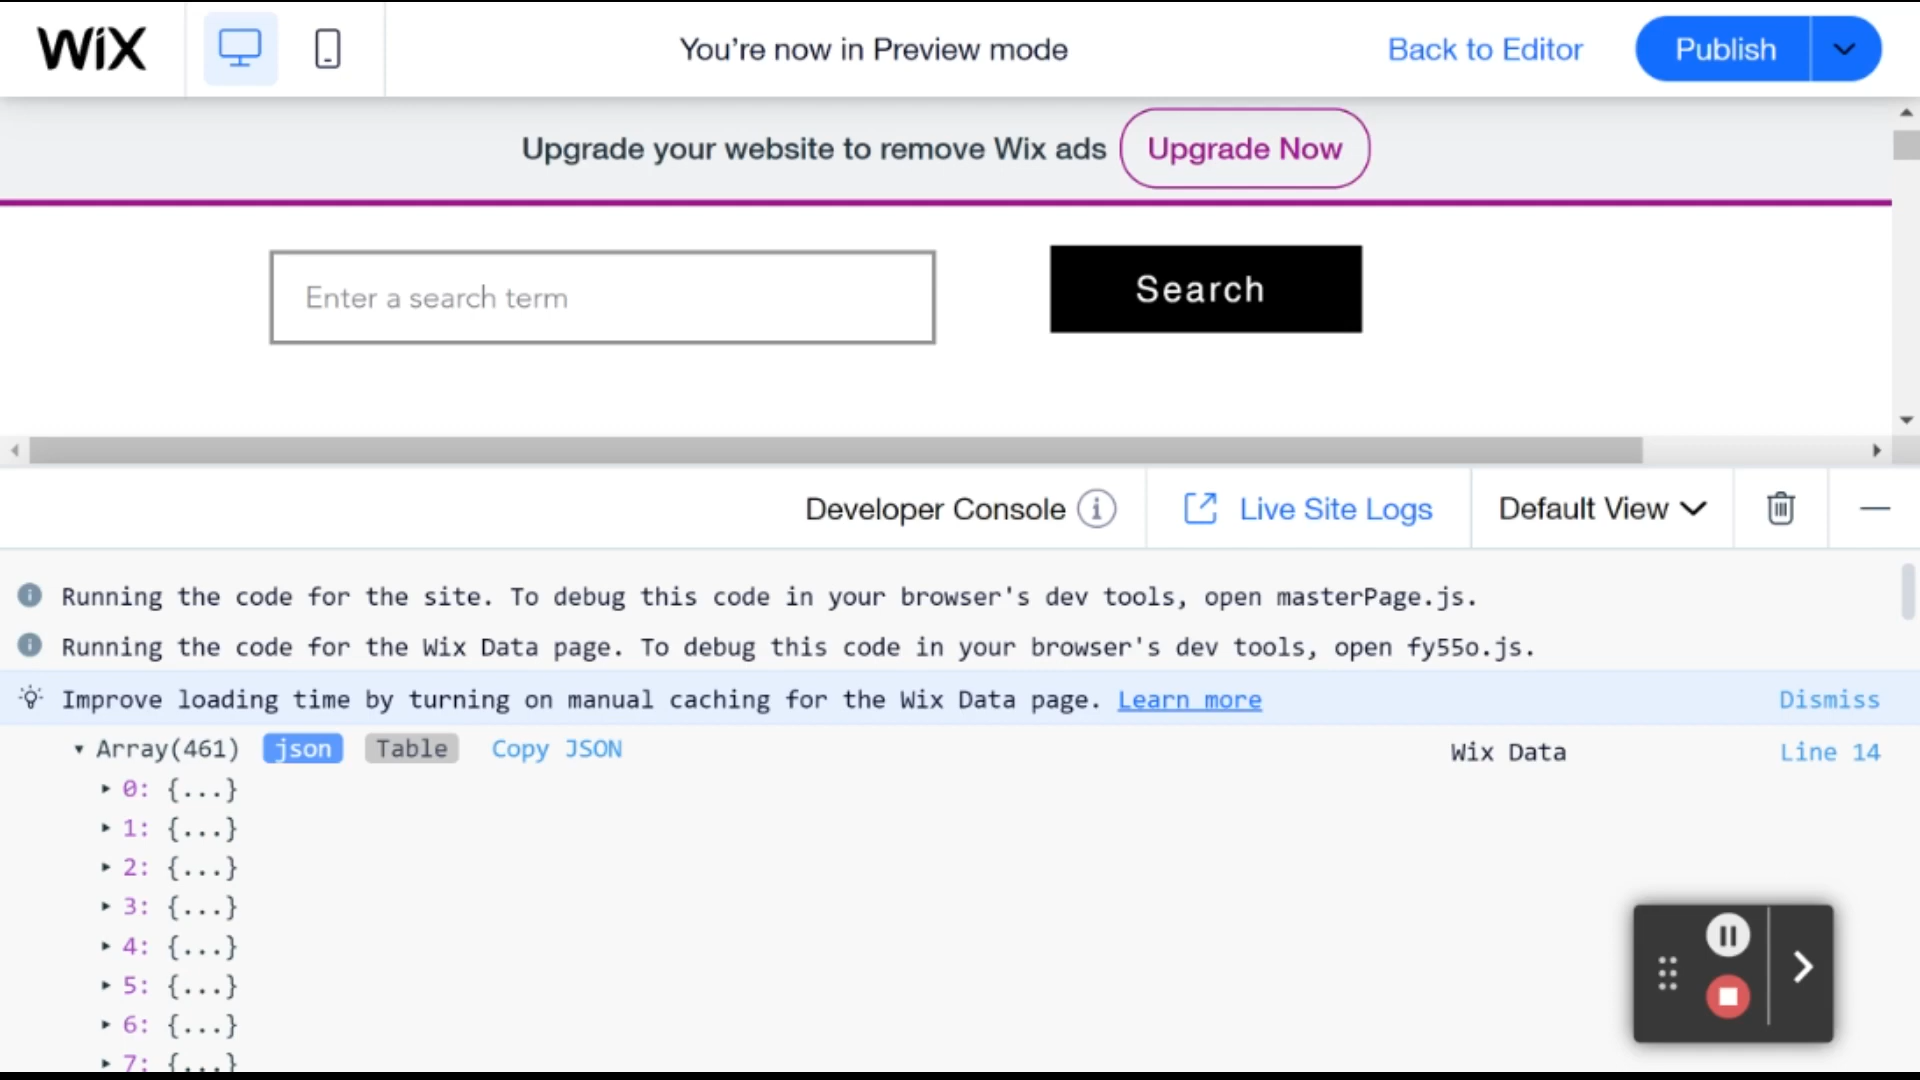 WiX
You're now in Preview mode
Back to Editor
Publish
Upgrade your website to remove Wix ads
Upgrade Now
Enter a search term
Search
Developer Console
Live Site Logs
Default View
Running the code for the site. To debug this code in your browser's dev tools, open masterPage.js.
Running the code for the Wix Data page. To debug this code in your browser's dev tools, open fy55o.js.
Improve loading time by turning on manual caching for the Wix Data page. Learn more
Dismiss
Array(461) json Table Copy JSON
Wix Data
Line 14
0: {...}
1: {...}
2: {...}
3: {...}
4: {...}
5: {...}
6: {...}
7: {...}